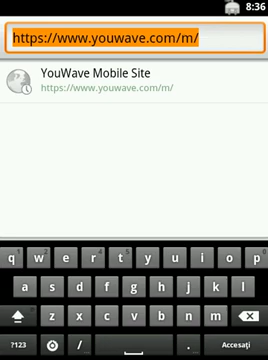 8:36
https://www.youwave.com/m/
YouWave Mobile Site
https://www.youwave.com/m/
q w e r t y u i o p
a s d f g h j k l
z x c v b n m
?123 / . Accesați